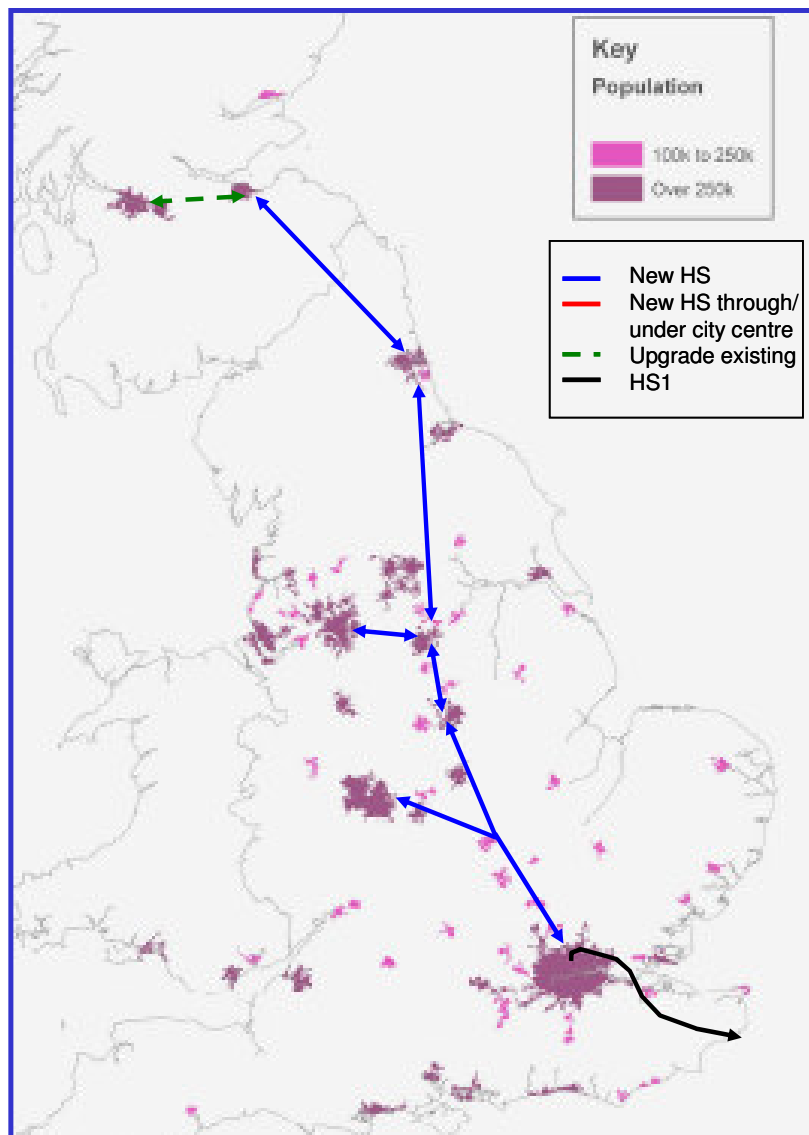 Key
Population
100k to 250k
Over 250k
New HS
New HS through/
under city centre
Upgrade existing
HS1